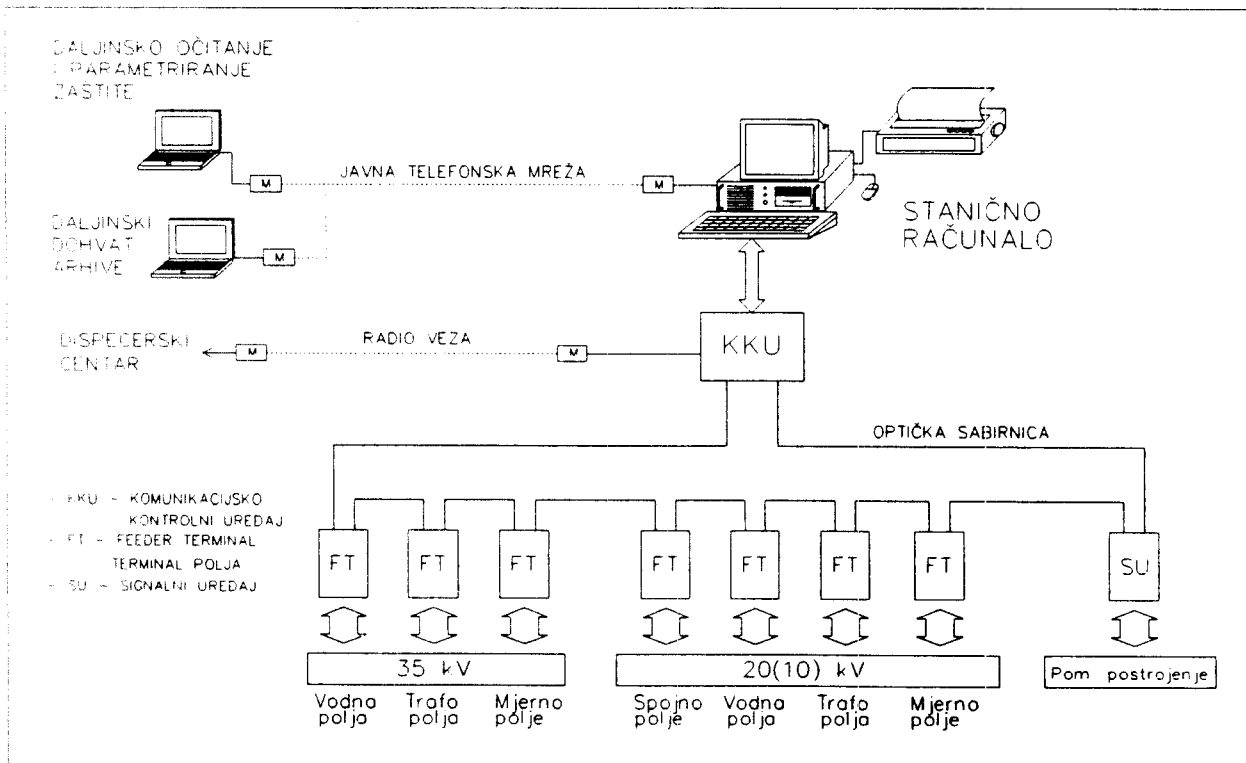 DALJINSKO OČITANJE
I PARAMETRIRANJE
ZAŠTITE
M
JAVNA TELEFONSKA MREŽA
M
DALJINSKI
DOHVAT
ARHIVE
M
STANIČNO
RAČUNALO
DISPEČERSKI
CENTAR
M
RADIO VEZA
M
KKU
OPTIČKA SABIRNICA
- KKU - KOMUNIKACIJSKO
KONTROLNI UREĐAJ
- FT - FEEDER TERMINAL
TERMINAL POLJA
- SU - SIGNALNI UREĐAJ
FT
FT
FT
FT
FT
FT
FT
SU
35 kV
20(10) kV
Pom postrojenje
Vodna
polja
Trafo
polja
Mjerno
polje
Spojno
polje
Vodna
polja
Trafo
polja
Mjerno
polje